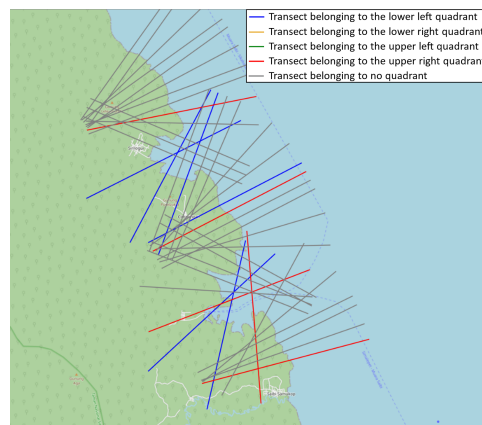 Transect belonging to the lower left quadrant
Transect belonging to the lower right quadrant
Transect belonging to the upper left quadrant
Transect belonging to the upper right quadrant
Transect belonging to no quadrant